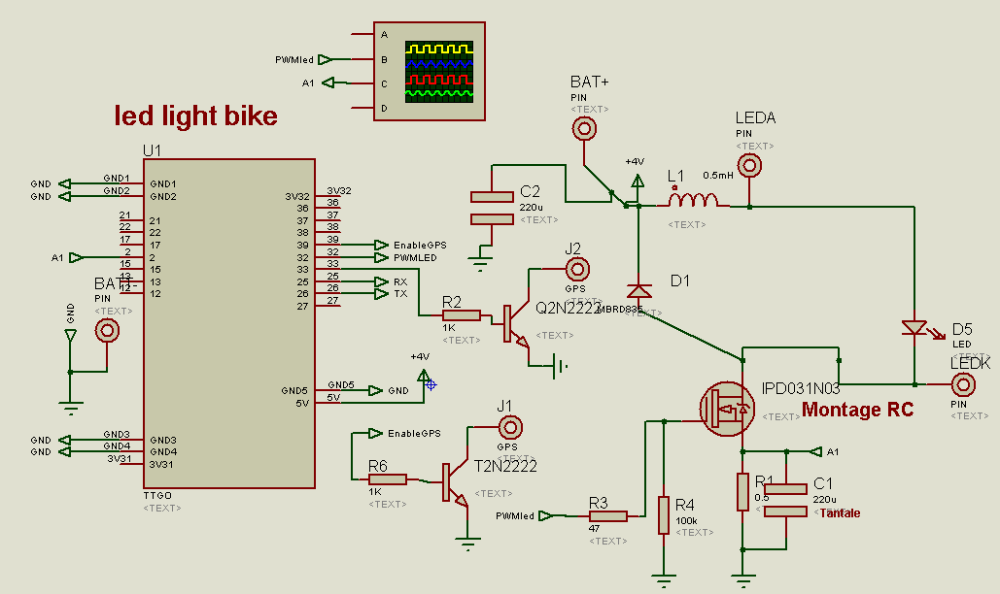 A
PWMled
B
A1
C
D
led light bike
BAT+
PIN
<TEXT>
LEDA
PIN
<TEXT>
U1
GND
GND1
GND1
GND
GND2
GND2
21
21
22
22
17
17
A1
2
2
15
15
13
13
12
12
3V32
3V32
36
36
37
37
38
38
39
39
EnableGPS
32
32
PWMLED
33
33
25
25
RX
26
26
TX
27
27
BAT-
PIN
<TEXT>
GND
GND5
GND5
GND
5V
5V
+4V
GND
GND3
GND3
GND
GND4
GND4
3V31
3V31
TTGO
<TEXT>
C2
220u
<TEXT>
+4V
L1
0.5mH
<TEXT>
J2
GPS
<TEXT>
R2
1K
<TEXT>
Q2N2222
<TEXT>
D1
MBRD835
<TEXT>
D5
LED
<TEXT>
LEDK
PIN
<TEXT>
IPD031N03
<TEXT>
Montage RC
J1
GPS
<TEXT>
EnableGPS
R6
1K
<TEXT>
T2N2222
<TEXT>
A1
PWMled
R3
47
<TEXT>
R4
100k
<TEXT>
R1
0.5
C1
220u
Tantale